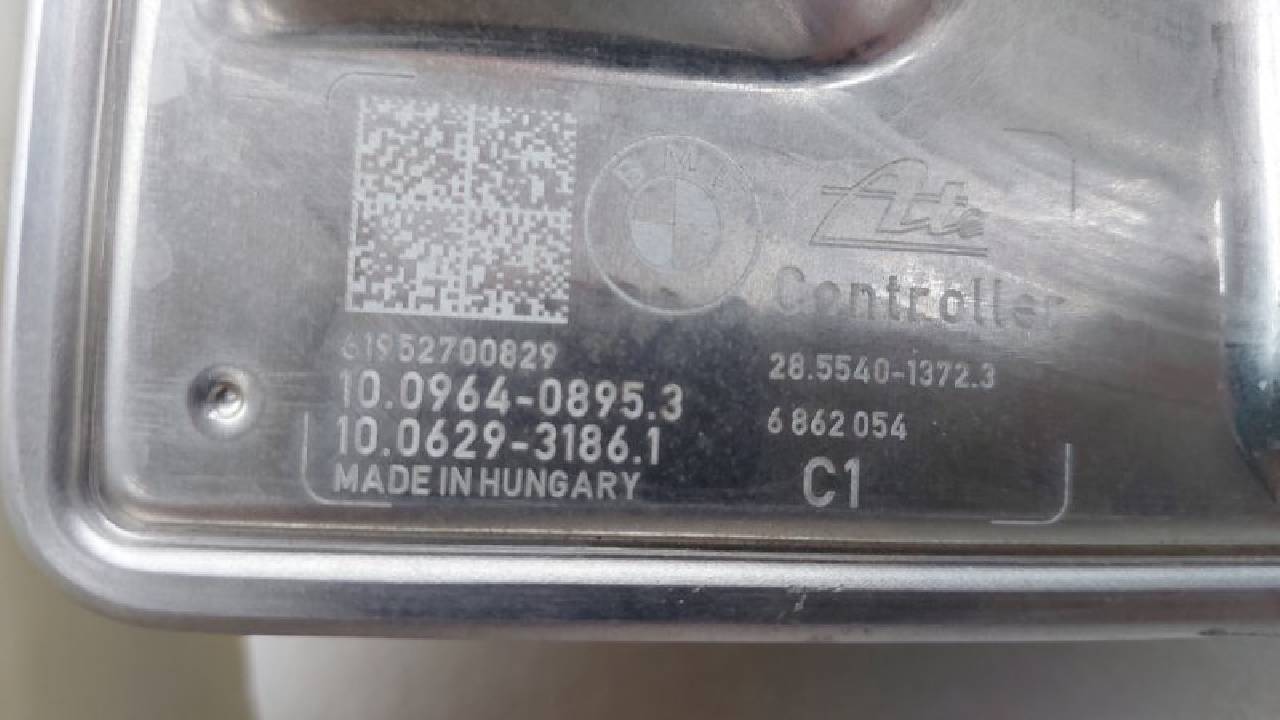 BMW
Ate
Controller
61952700829
10.0964-0895.3
10.0629-3186.1
MADE IN HUNGARY
28.5540-1372.3
6 862 054
C1